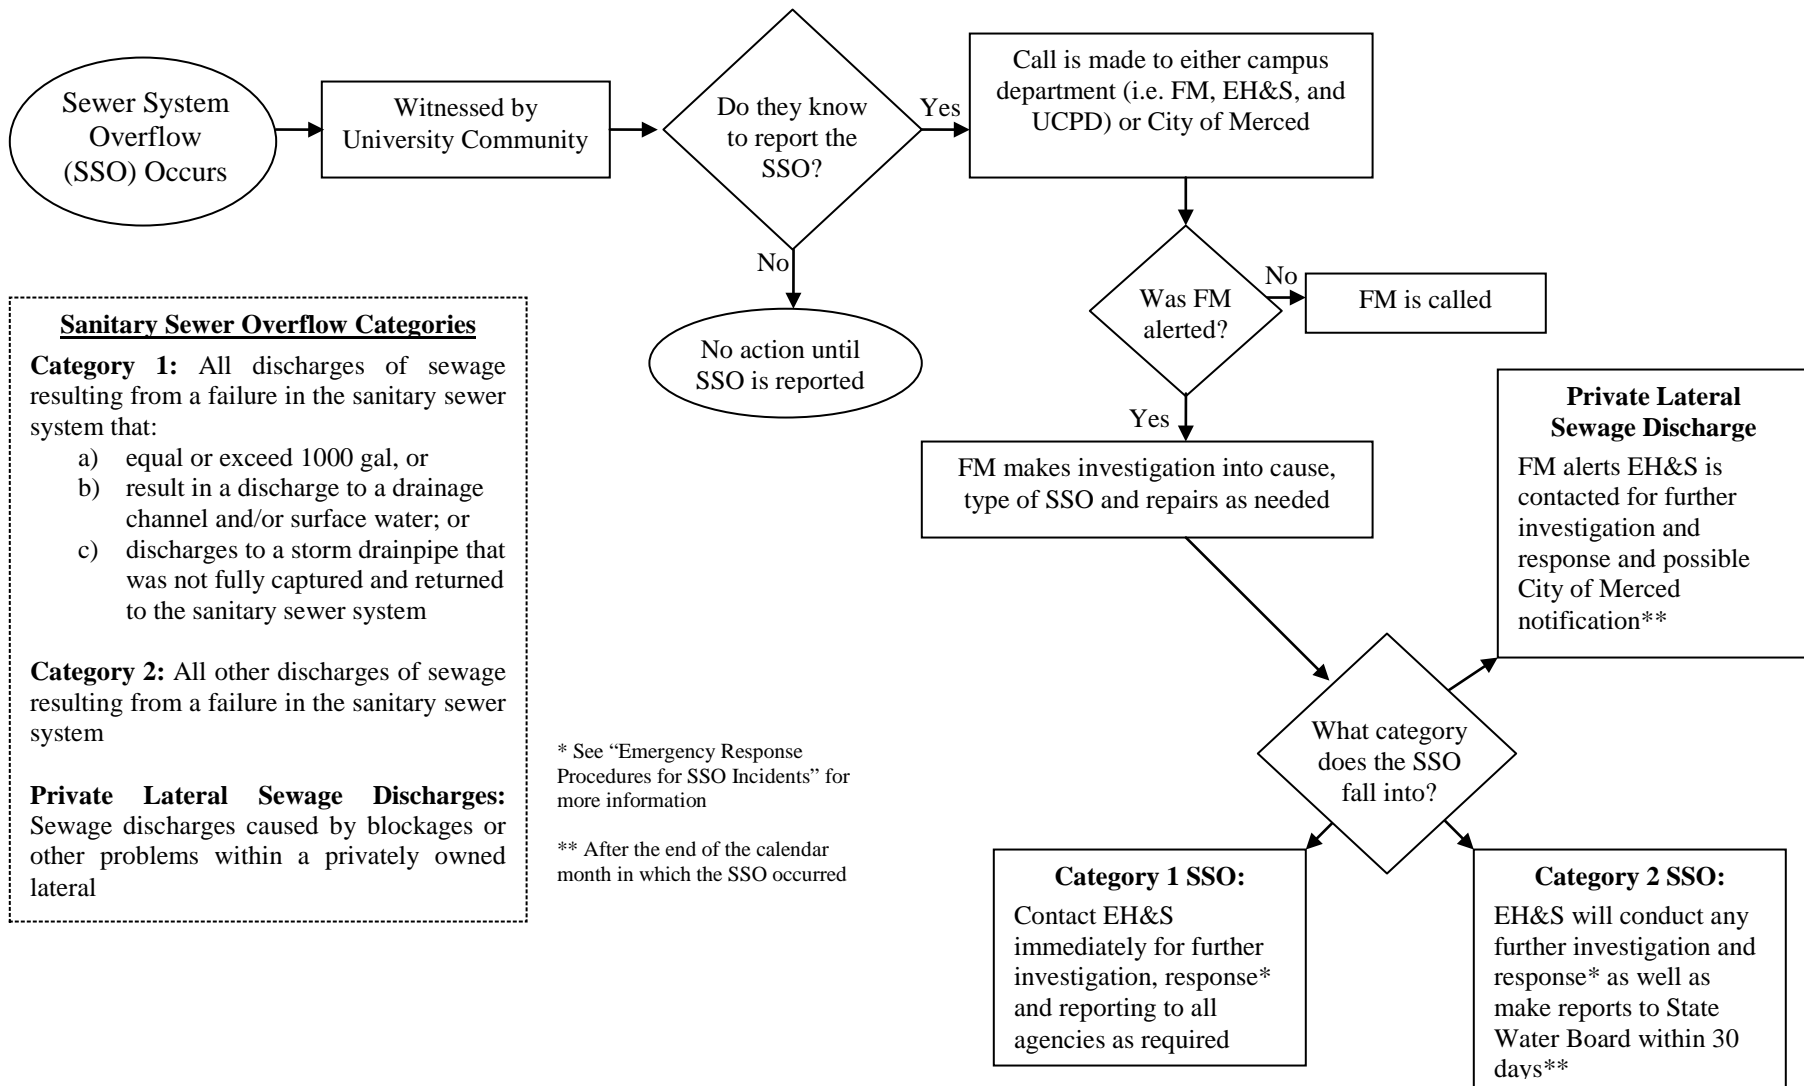 Sewer System
Overflow
(SSO) Occurs
Witnessed by
University Community
Do they know
to report the
SSO?
Yes
Call is made to either campus
department (i.e. FM, EH&S, and
UCPD) or City of Merced
No
No action until
SSO is reported
Was FM
alerted?
No
FM is called
Yes
FM makes investigation into cause,
type of SSO and repairs as needed
Private Lateral
Sewage Discharge
FM alerts EH&S is
contacted for further
investigation and
response and possible
City of Merced
notification**
What category
does the SSO
fall into?
Category 1 SSO:
Contact EH&S
immediately for further
investigation, response*
and reporting to all
agencies as required
Category 2 SSO:
EH&S will conduct any
further investigation and
response* as well as
make reports to State
Water Board within 30
days**
Sanitary Sewer Overflow Categories
Category 1: All discharges of sewage
resulting from a failure in the sanitary sewer
system that:
a) equal or exceed 1000 gal, or
b) result in a discharge to a drainage
channel and/or surface water; or
c) discharges to a storm drainpipe that
was not fully captured and returned
to the sanitary sewer system
Category 2: All other discharges of sewage
resulting from a failure in the sanitary sewer
system
Private Lateral Sewage Discharges:
Sewage discharges caused by blockages or
other problems within a privately owned
lateral
* See “Emergency Response
Procedures for SSO Incidents” for
more information
** After the end of the calendar
month in which the SSO occurred